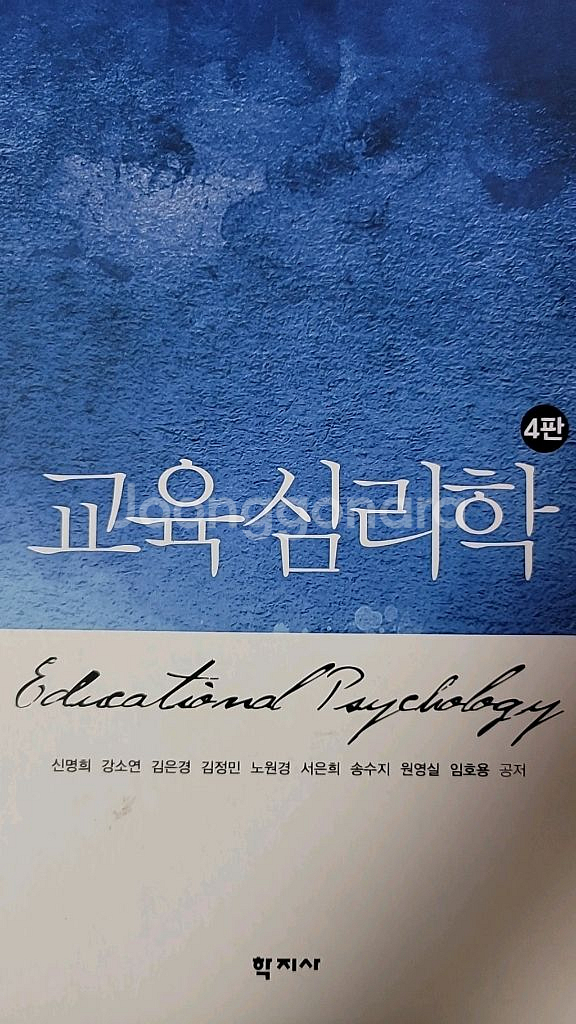 4판
교육심리학
Joonggonara
Educational Psychology
신명희 강소연 김은경 김정민 노원경 서은희 송수지 원영실 임호용 공저
학지사